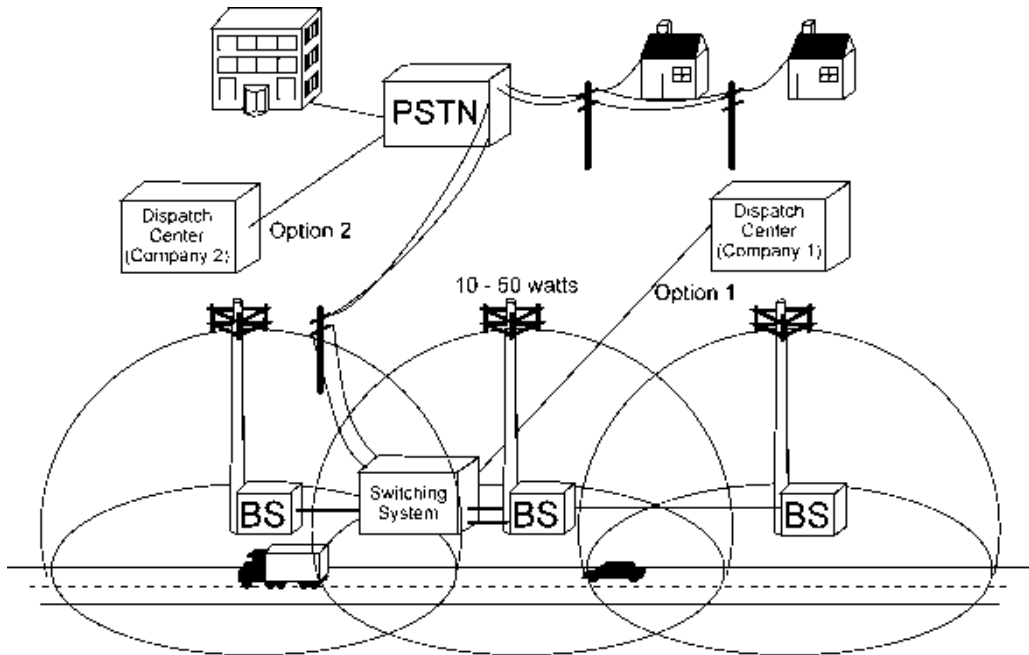 PSTN
Dispatch
Center
(Company 2)
Option 2
Dispatch
Center
(Company 1)
Option 1
10 - 50 watts
BS
Switching
System
BS
BS